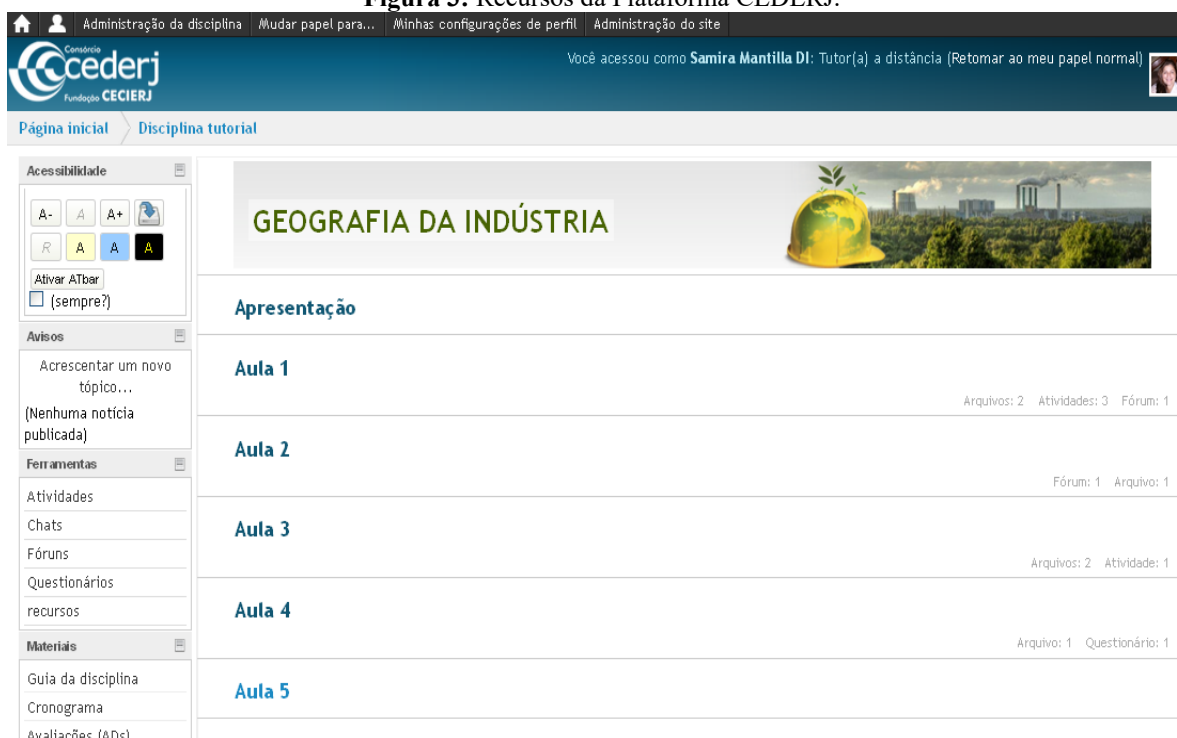 Figura 3: Recursos da Plataforma CEDERJ.
Administração da disciplina Mudar papel para... Minhas configurações de perfil Administração do site
Consórcio
cederj
Fundação CECIERJ
Você acessou como Samira Mantilla DI: Tutor(a) a distância (Retomar ao meu papel normal)
Página inicial Disciplina tutorial
Acessibilidade
A- A A+
R A A A
Ativar ATbar
(sempre?)
Avisos
Acrescentar um novo
tópico...
(Nenhuma notícia
publicada)
Ferramentas
Atividades
Chats
Fóruns
Questionários
recursos
Materiais
Guia da disciplina
Cronograma
Avaliações (ADs)
GEOGRAFIA DA INDÚSTRIA
Apresentação
Aula 1
Arquivos: 2 Atividades: 3 Fórum: 1
Aula 2
Fórum: 1 Arquivo: 1
Aula 3
Arquivos: 2 Atividade: 1
Aula 4
Arquivo: 1 Questionário: 1
Aula 5